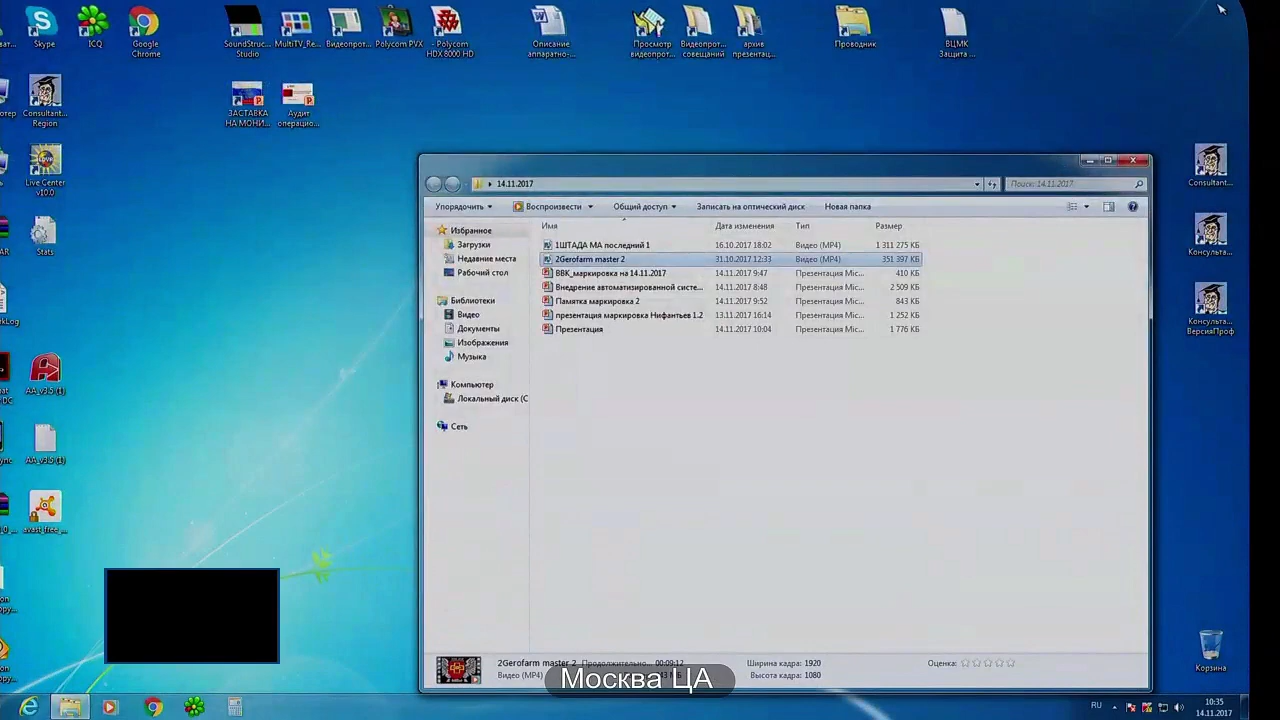 Skype
ICQ
Google
Chrome
SoundStruc...
Studio
MultiTV_Re...
Видеопрот...
Polycom PVX
- Polycom
HDX 8000 HD
Описание
аппаратно-...
Просмотр
видеопрот...
Видеопрот...
совещаний
архив
презентац...
Проводник
ВЦМК
Защита ...
Consultant...
Region
ЗАСТАВКА
НА МОНИ...
Аудит
операцио...
Live Center
v10.0
Stats
AA_v3.5 (1)
AA_v3.5 (1)
avast_free_...
Consultant...
Консульта...
Консульта...
ВерсияПроф
Корзина
14.11.2017
Поиск: 14.11.2017
Упорядочить
Воспроизвести
Общий доступ
Записать на оптический диск
Новая папка
Имя Дата изменения Тип Размер
1ШТАДА МА последний 1 16.10.2017 18:02 Видео (MP4) 1 311 275 КБ
2Gerofarm master 2 31.10.2017 12:33 Видео (MP4) 351 397 КБ
ВВК_маркировка на 14.11.2017 14.11.2017 9:47 Презентация Mic... 410 КБ
Внедрение автоматизированной систе... 14.11.2017 8:48 Презентация Mic... 2 509 КБ
Памятка маркировка 2 14.11.2017 9:52 Презентация Mic... 843 КБ
презентация маркировка Нифантьев 1.2 13.11.2017 16:14 Презентация Mic... 1 252 КБ
Презентация 14.11.2017 10:04 Презентация Mic... 1 776 КБ
Избранное
Загрузки
Недавние места
Рабочий стол
Библиотеки
Видео
Документы
Изображения
Музыка
Компьютер
Локальный диск (C
Сеть
2Gerofarm master 2 Продолжительно... 00:09:12 Ширина кадра: 1920 Оценка:
Видео (MP4) Высота кадра: 1080
Москва ЦА
RU
10:35
14.11.2017